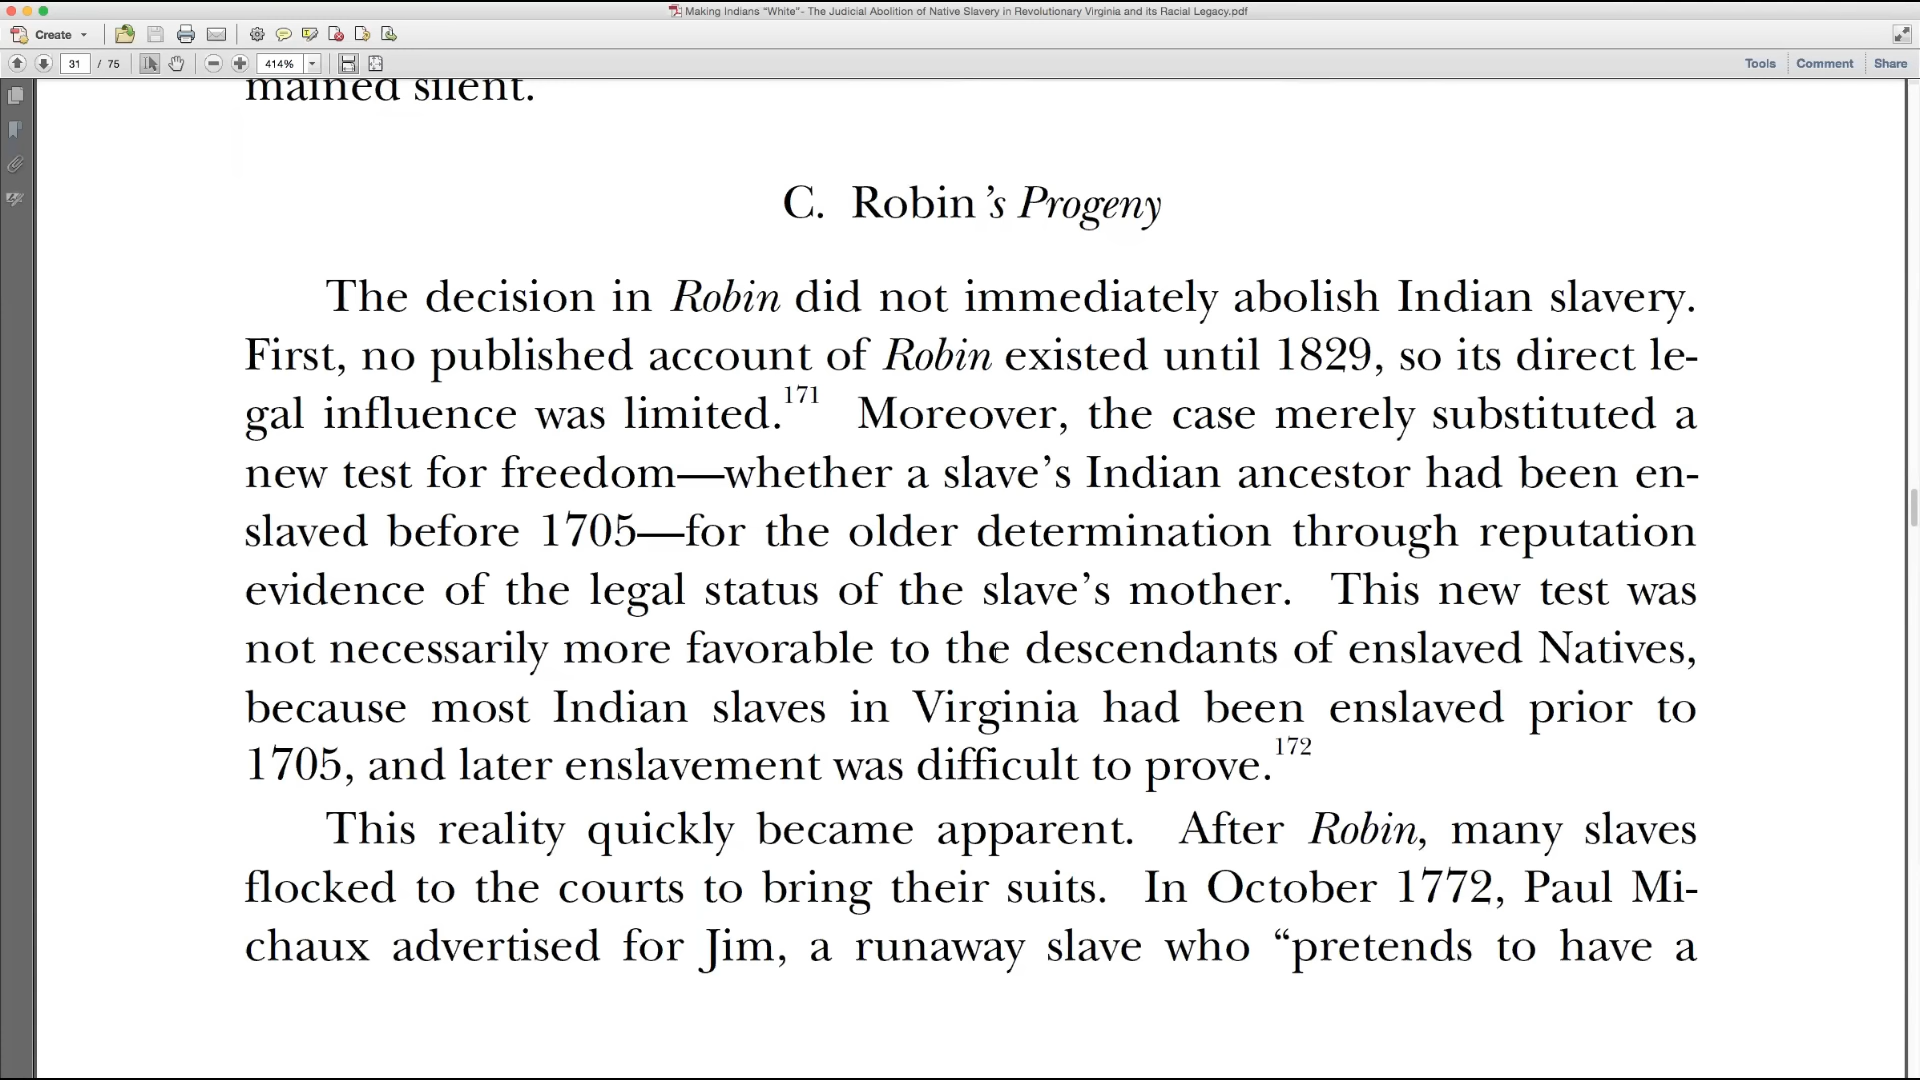 Making Indians "White"- The Judicial Abolition of Native Slavery in Revolutionary Virginia and its Racial Legacy.pdf
Create
31 / 75 414% Tools Comment Share
mained silent.
C. Robin's Progeny
The decision in Robin did not immediately abolish Indian slavery.
First, no published account of Robin existed until 1829, so its direct le-
gal influence was limited.171 Moreover, the case merely substituted a
new test for freedom—whether a slave's Indian ancestor had been en-
slaved before 1705—for the older determination through reputation
evidence of the legal status of the slave's mother. This new test was
not necessarily more favorable to the descendants of enslaved Natives,
because most Indian slaves in Virginia had been enslaved prior to
1705, and later enslavement was difficult to prove.172
This reality quickly became apparent. After Robin, many slaves
flocked to the courts to bring their suits. In October 1772, Paul Mi-
chaux advertised for Jim, a runaway slave who “pretends to have a